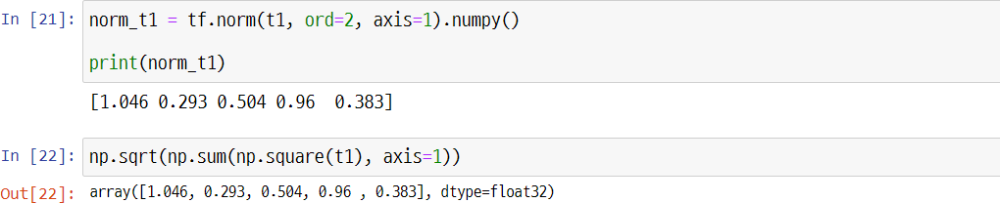 In [21]: norm_t1 = tf.norm(t1, ord=2, axis=1).numpy()
print(norm_t1)
[1.046 0.293 0.504 0.96  0.383]
In [22]: np.sqrt(np.sum(np.square(t1), axis=1))
Out[22]: array([1.046, 0.293, 0.504, 0.96 , 0.383], dtype=float32)